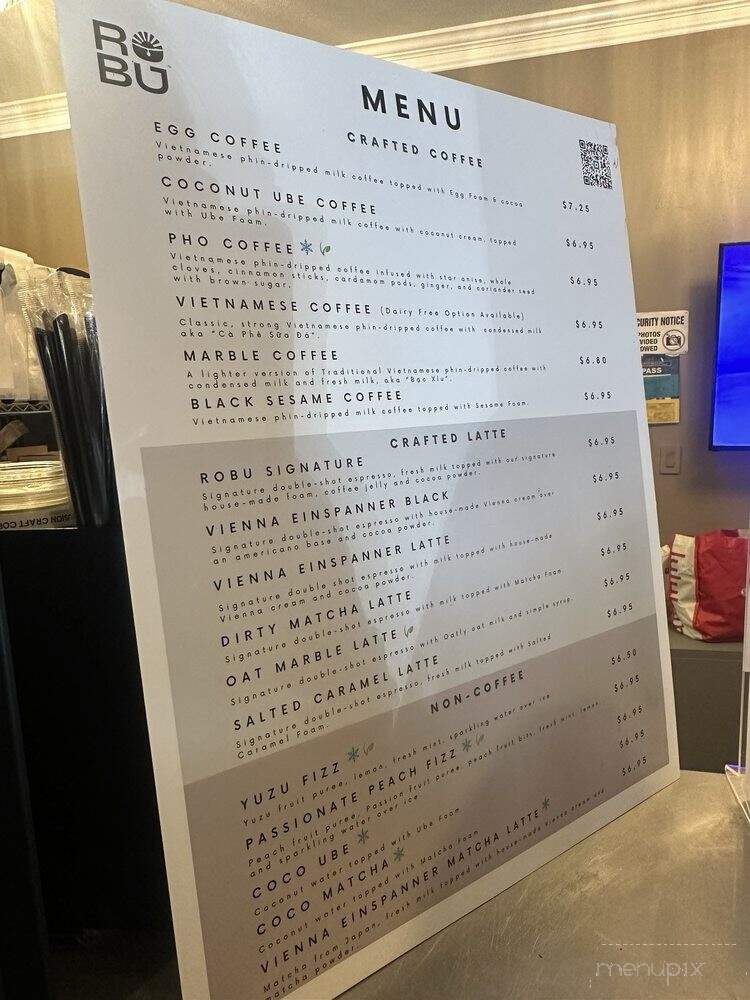 ROBU
MENU
CRAFTED COFFEE
EGG COFFEE
Vietnamese phin-dripped milk coffee topped with Egg Foam & cocoa
powder.
$7.25
COCONUT UBE COFFEE
Vietnamese phin-dripped milk coffee with coconut cream, topped
with Ube Foam.
$6.95
PHO COFFEE
Vietnamese phin-dripped coffee infused with star anise, whole
cloves, cinnamon sticks, cardamom pods, ginger, and coriander seed
with brown sugar.
$6.95
VIETNAMESE COFFEE (Dairy Free Option Available)
Classic, strong Vietnamese phin-dripped coffee with condensed milk
aka "Cà Phê Sữa Đá".
$6.95
MARBLE COFFEE
A lighter version of Traditional Vietnamese phin-dripped coffee with
condensed milk and fresh milk, aka "Bạc Xỉu".
$6.80
BLACK SESAME COFFEE
Vietnamese phin-dripped milk coffee topped with Sesame Foam.
$6.95
CRAFTED LATTE
ROBU SIGNATURE
Signature double-shot espresso, fresh milk topped with our signature
house-made foam, coffee jelly and cocoa powder.
$6.95
VIENNA EINSPANNER BLACK
Signature double-shot espresso with house-made Vienna cream over
an americano base and cocoa powder.
$6.95
VIENNA EINSPANNER LATTE
Signature double shot espresso with milk topped with house-made
Vienna cream and cocoa powder.
$6.95
DIRTY MATCHA LATTE
Signature double-shot espresso with milk topped with Matcha Foam.
$6.95
OAT MARBLE LATTE
Signature double-shot espresso with Oatly oat milk and simple syrup.
$6.95
SALTED CARAMEL LATTE
Signature double-shot espresso, fresh milk topped with Salted
Caramel Foam.
$6.95
NON-COFFEE
YUZU FIZZ
Yuzu fruit puree, lemon, fresh mint, sparkling water over ice
$6.50
PASSIONATE PEACH FIZZ
Peach fruit puree, Passion fruit puree, peach fruit bits, fresh mint, lemon,
and sparkling water over ice.
$6.95
COCO UBE
Coconut water topped with Ube Foam
$6.95
COCO MATCHA
Coconut water topped with Matcha Foam
$6.95
VIENNA EINSPANNER MATCHA LATTE
Matcha from Japan, fresh milk topped with house-made Vienna cream and
matcha powder.
$6.95
CURITY NOTICE
PHOTOS
VIDEO
OWED
PASS
SION CRAFT COF
menupix